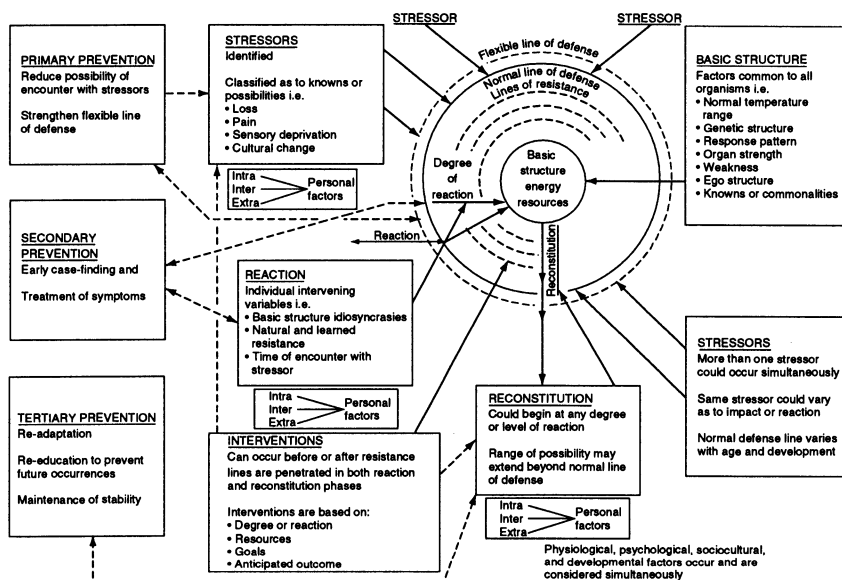 PRIMARY PREVENTION
Reduce possibility of
encounter with stressors
Strengthen flexible line
of defense
STRESSORS
Identified
Classified as to knowns or
possibilities i.e.
• Loss
• Pain
• Sensory deprivation
• Cultural change
Intra
Inter
Extra
Personal
factors
STRESSOR
STRESSOR
Flexible line of defense
Normal line of defense
Lines of resistance
Degree
of
reaction
Basic
structure
energy
resources
Reaction
Reconstitution
BASIC STRUCTURE
Factors common to all
organisms i.e.
• Normal temperature
range
• Genetic structure
• Response pattern
• Organ strength
• Weakness
• Ego structure
• Knowns or commonalities
SECONDARY
PREVENTION
Early case-finding and
Treatment of symptoms
REACTION
Individual intervening
variables i.e.
• Basic structure idiosyncrasies
• Natural and learned
resistance
• Time of encounter with
stressor
Intra
Inter
Extra
Personal
factors
STRESSORS
More than one stressor
could occur simultaneously
Same stressor could vary
as to impact or reaction
Normal defense line varies
with age and development
TERTIARY PREVENTION
Re-adaptation
Re-education to prevent
future occurrences
Maintenance of stability
INTERVENTIONS
Can occur before or after resistance
lines are penetrated in both reaction
and reconstitution phases
Interventions are based on:
• Degree or reaction
• Resources
• Goals
• Anticipated outcome
RECONSTITUTION
Could begin at any degree
or level of reaction
Range of possibility may
extend beyond normal line
of defense
Intra
Inter
Extra
Personal
factors
Physiological, psychological, sociocultural,
and developmental factors occur and are
considered simultaneously